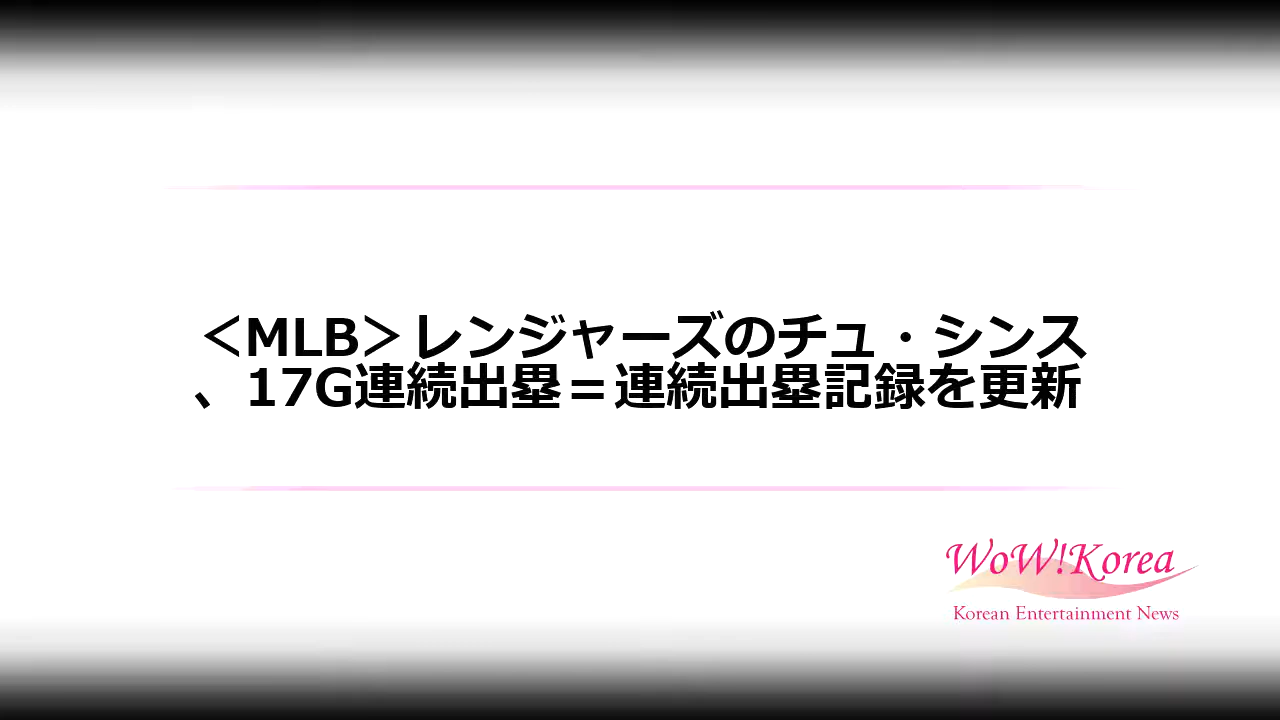 ＜MLB＞レンジャーズのチュ・シンス
、17G連続出塁＝連続出塁記録を更新
WoW!Korea
Korean Entertainment News